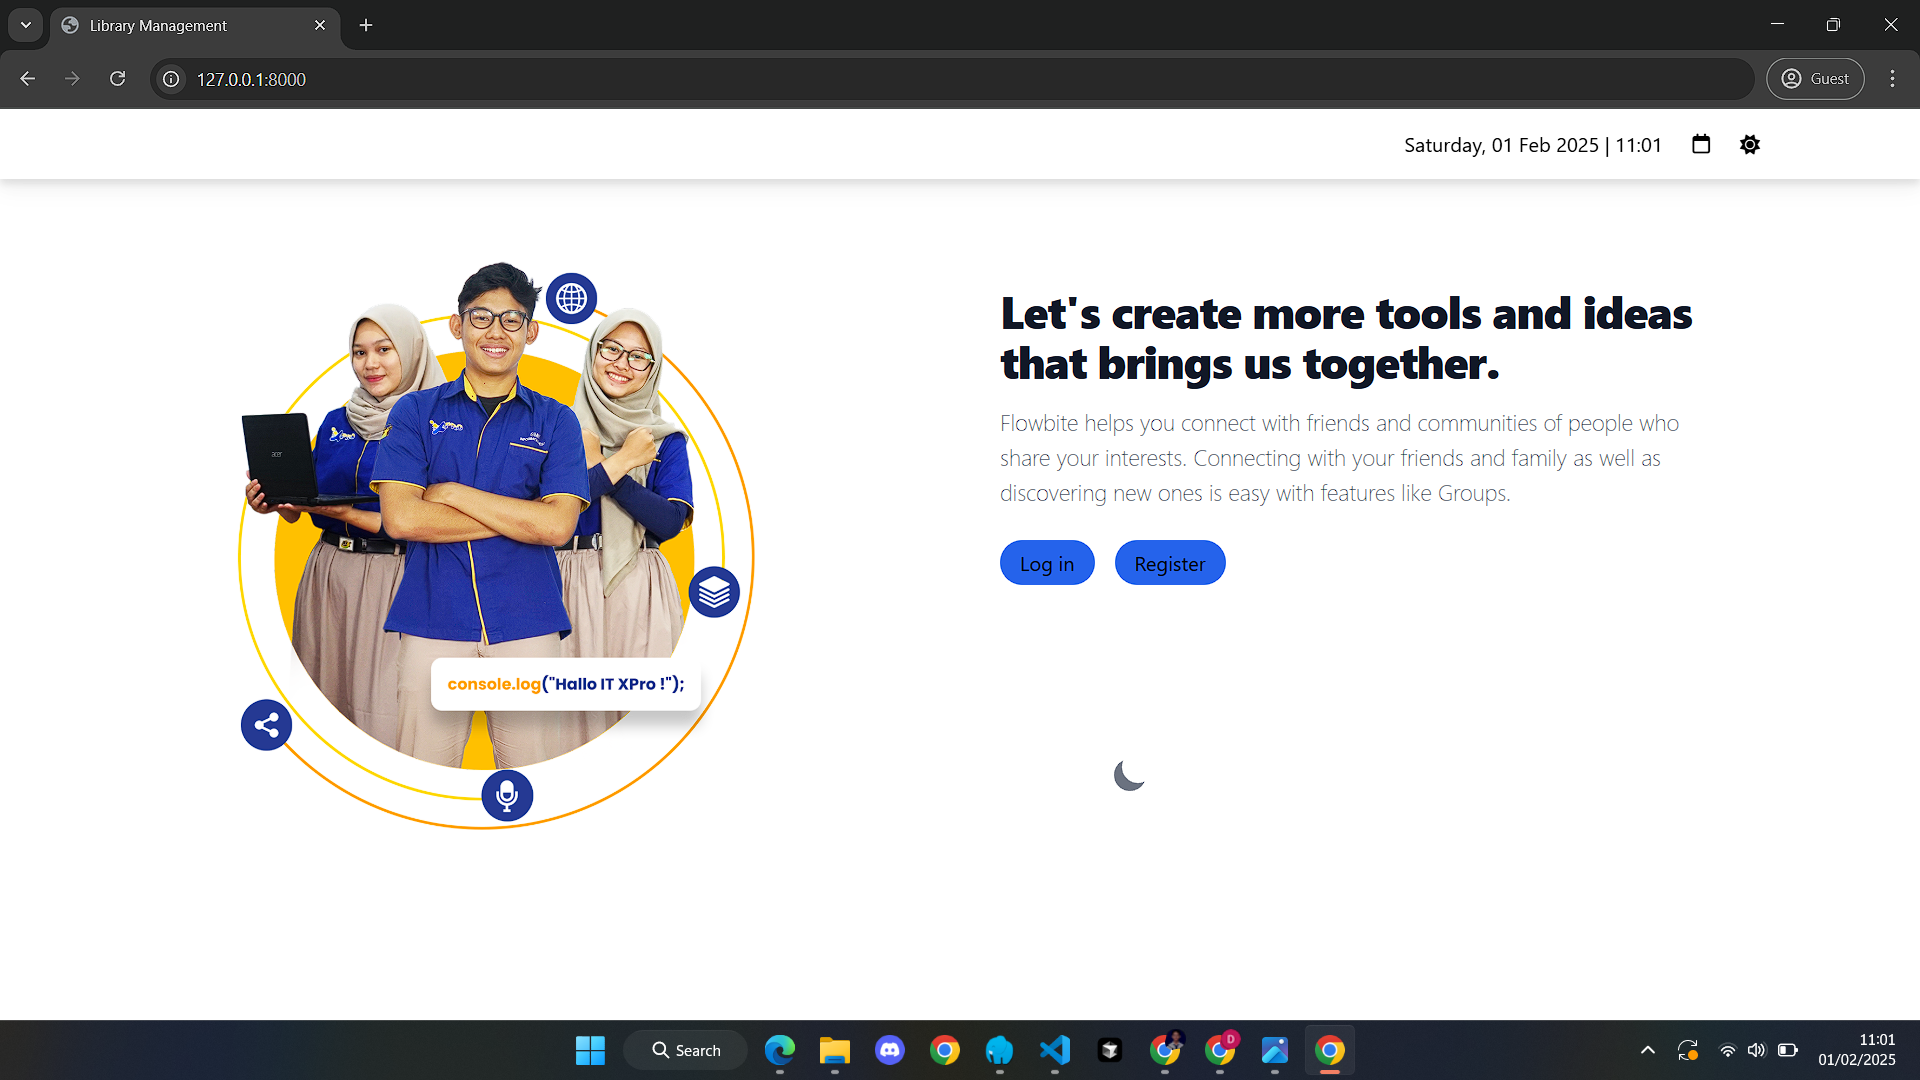 Library Management
127.0.0.1:8000
Guest
Saturday, 01 Feb 2025 | 11:01
Let's create more tools and ideas
that brings us together.
Flowbite helps you connect with friends and communities of people who
share your interests. Connecting with your friends and family as well as
discovering new ones is easy with features like Groups.
Log in
Register
acer
console.log("Hallo IT XPro !");
Search
D
11:01
01/02/2025